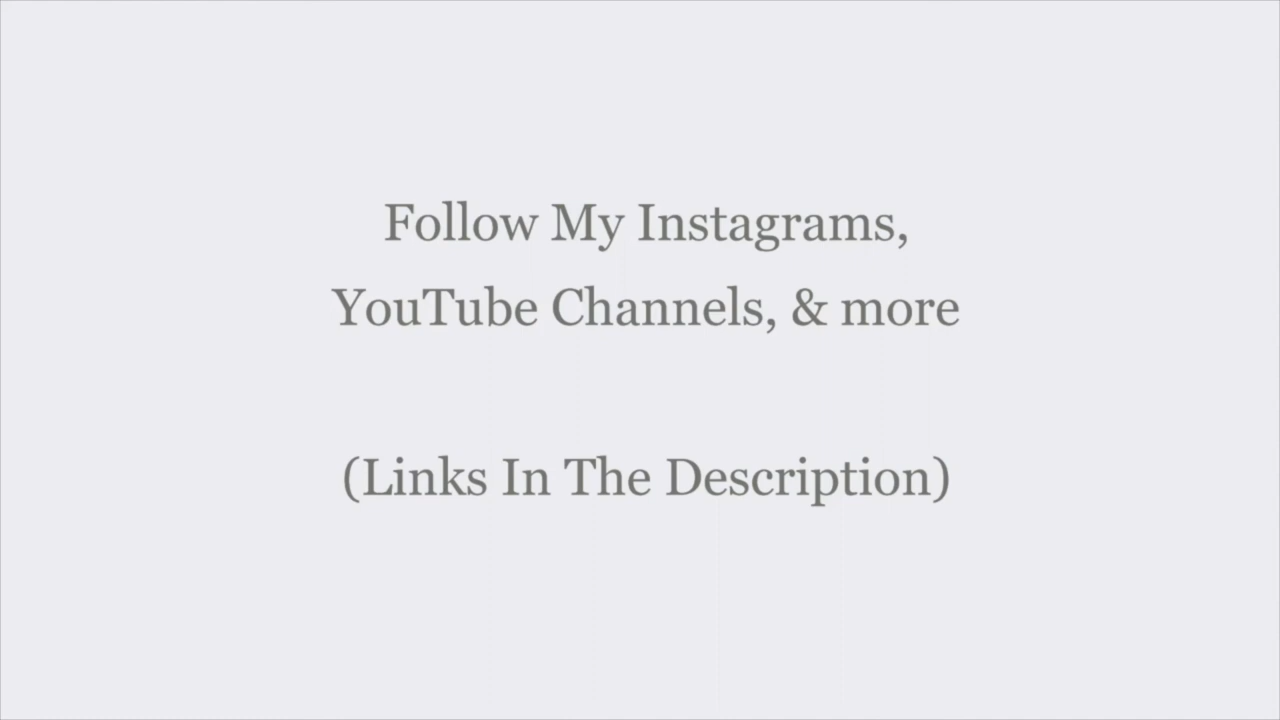 Follow My Instagrams,
YouTube Channels, & more
(Links In The Description)